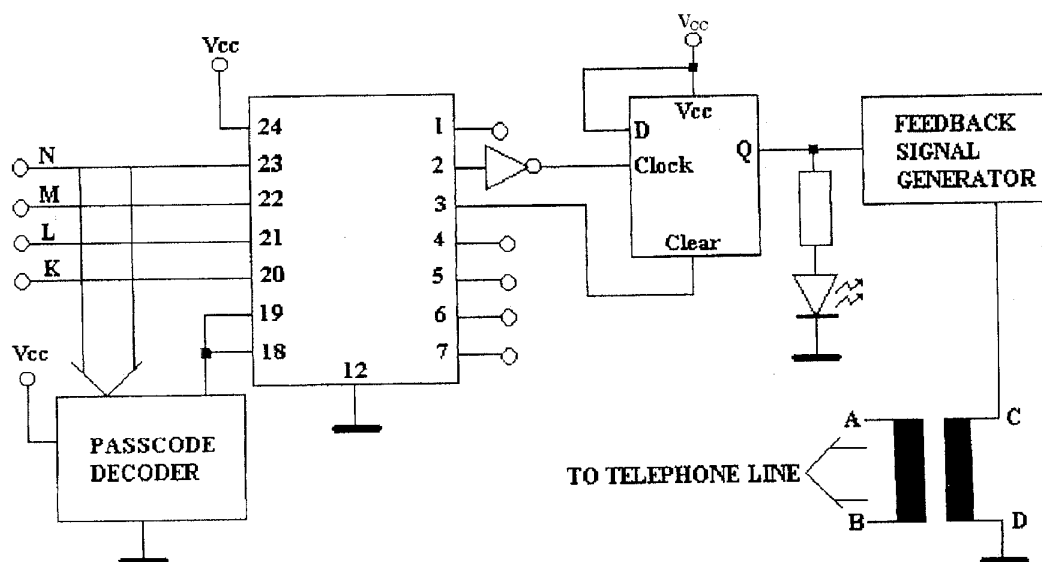 Vcc
Vcc
N
M
L
K
24
23
22
21
20
19
18
12
1
2
3
4
5
6
7
D
Vcc
Q
Clock
Clear
FEEDBACK
SIGNAL
GENERATOR
Vcc
PASSCODE
DECODER
A
B
C
D
TO TELEPHONE LINE